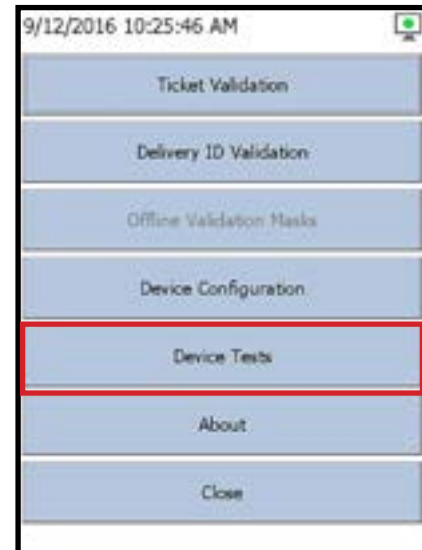 9/12/2016 10:25:46 AM
Ticket Validation
Delivery ID Validation
Offline Validation Masks
Device Configuration
Device Tests
About
Close